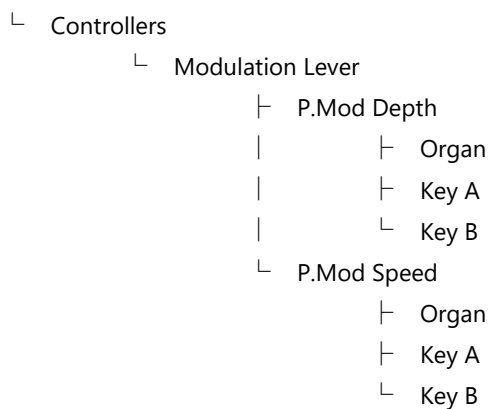 Controllers
Modulation Lever
P.Mod Depth
Organ
Key A
Key B
P.Mod Speed
Organ
Key A
Key B